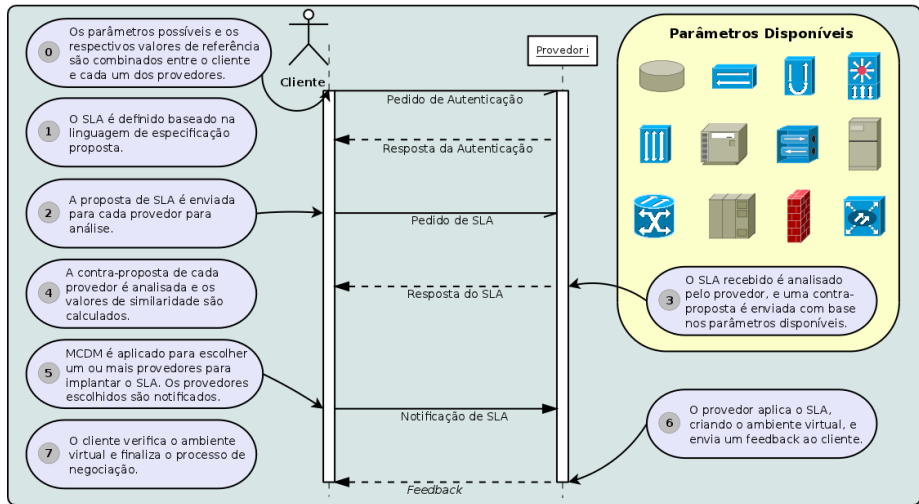 0
Os parâmetros possíveis e os
respectivos valores de referência
são combinados entre o cliente
e cada um dos provedores.
Cliente
Provedor i
Parâmetros Disponíveis
Pedido de Autenticação
1
O SLA é definido baseado na
linguagem de especificação
proposta.
Resposta da Autenticação
2
A proposta de SLA é enviada
para cada provedor para
análise.
Pedido de SLA
4
A contra-proposta de cada
provedor é analisada e os
valores de similaridade são
calculados.
Resposta do SLA
3
O SLA recebido é analisado
pelo provedor, e uma contra-
proposta é enviada com base
nos parâmetros disponíveis.
5
MCDM é aplicado para escolher
um ou mais provedores para
implantar o SLA. Os provedores
escolhidos são notificados.
Notificação de SLA
6
O provedor aplica o SLA,
criando o ambiente virtual, e
envia um feedback ao cliente.
7
O cliente verifica o ambiente
virtual e finaliza o processo de
negociação.
Feedback